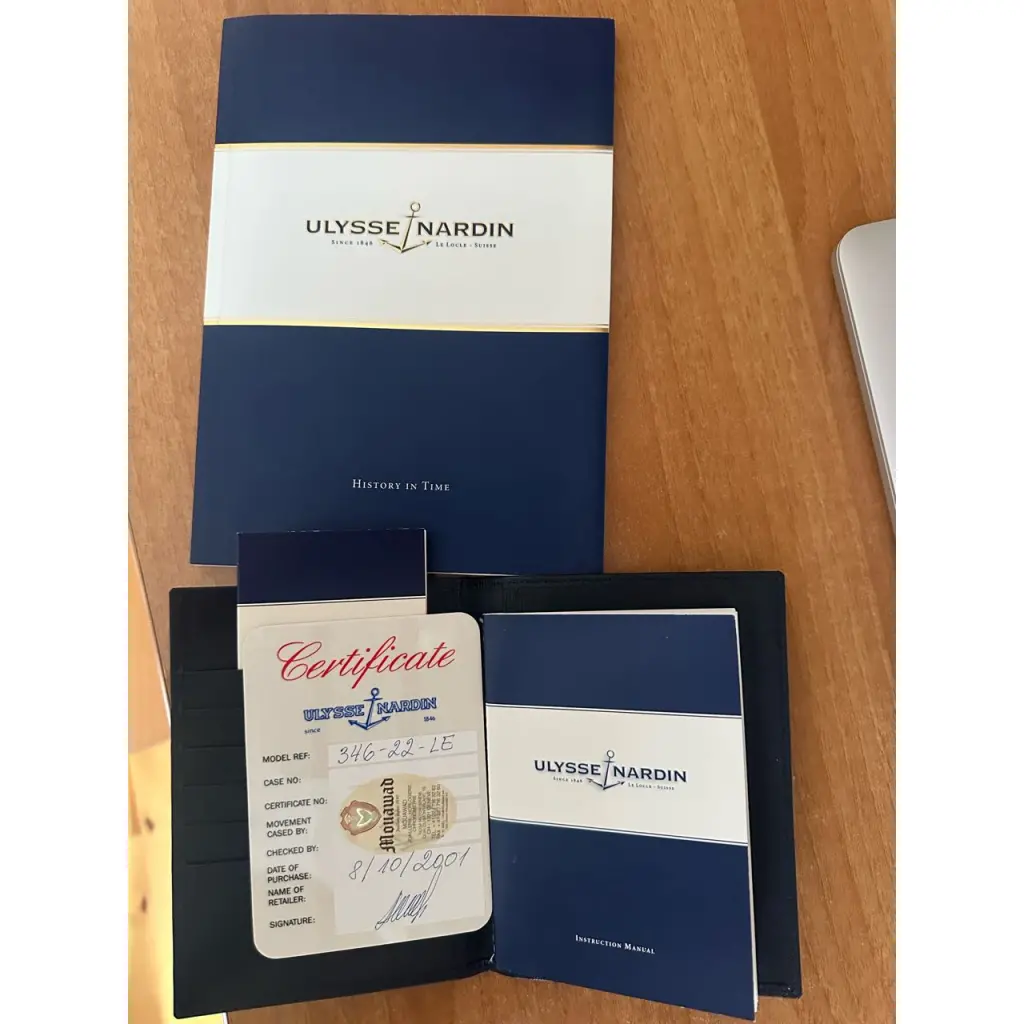 ULYSSE NARDIN
SINCE 1846 LE LOCLE - SUISSE
HISTORY IN TIME
Certificate
ULYSSE NARDIN
since 1846
MODEL REF: 346-22-LE
CASE NO:
CERTIFICATE NO:
MOVEMENT
CASED BY:
CHECKED BY:
DATE OF
PURCHASE: 8/10/2001
NAME OF
RETAILER:
SIGNATURE:
Mouawad
MOUAWAD
ULYSSE NARDIN
SINCE 1846 LE LOCLE - SUISSE
INSTRUCTION MANUAL